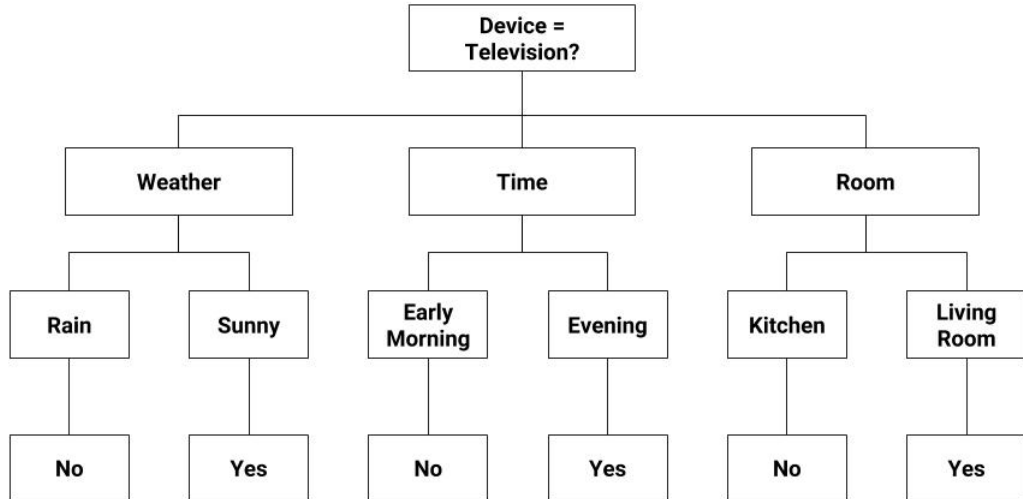 Device =
Television?
Weather
Time
Room
Rain
Sunny
Early
Morning
Evening
Kitchen
Living
Room
No
Yes
No
Yes
No
Yes